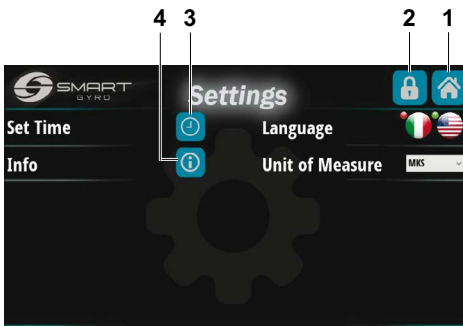 4 3 2 1
SMART
GYRO
Settings
Set Time Language
Info Unit of Measure MKS